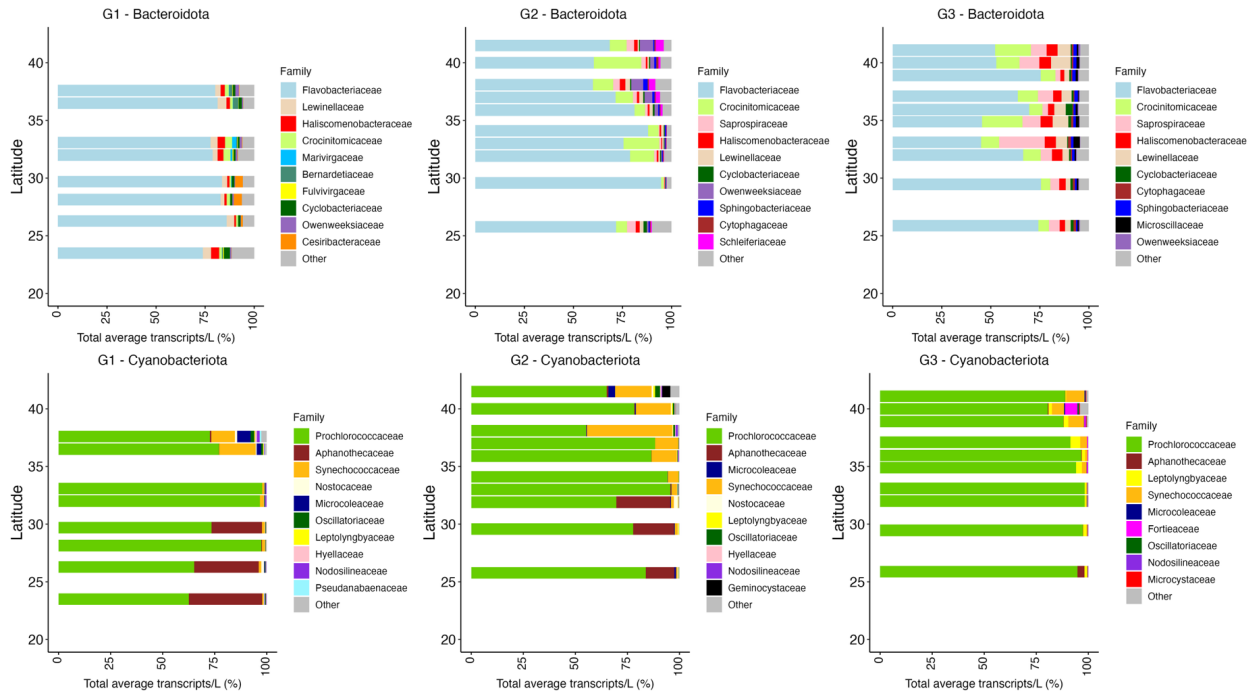 G1 - Bacteroidota
Latitude
40
35
30
25
20
0
25
50
75
100
Total average transcripts/L (%)
Family
Flavobacteriaceae
Lewinellaceae
Haliscomenobacteraceae
Crocinitomicaceae
Marivirgaceae
Bernardetiaceae
Fulvivirgaceae
Cyclobacteriaceae
Owenweeksiaceae
Cesiribacteraceae
Other
G2 - Bacteroidota
Latitude
40
35
30
25
20
0
25
50
75
100
Total average transcripts/L (%)
Family
Flavobacteriaceae
Crocinitomicaceae
Saprospiraceae
Haliscomenobacteraceae
Lewinellaceae
Cyclobacteriaceae
Owenweeksiaceae
Sphingobacteriaceae
Cytophagaceae
Schleiferiaceae
Other
G3 - Bacteroidota
Latitude
40
35
30
25
20
0
25
50
75
100
Total average transcripts/L (%)
Family
Flavobacteriaceae
Crocinitomicaceae
Saprospiraceae
Haliscomenobacteraceae
Lewinellaceae
Cyclobacteriaceae
Cytophagaceae
Sphingobacteriaceae
Microscillaceae
Owenweeksiaceae
Other
G1 - Cyanobacteriota
Latitude
40
35
30
25
20
0
25
50
75
100
Total average transcripts/L (%)
Family
Prochlorococcaceae
Aphanothecaceae
Synechococcaceae
Nostocaceae
Microcoleaceae
Oscillatoriaceae
Leptolyngbyaceae
Hyellaceae
Nodosilineaceae
Pseudanabaenaceae
Other
G2 - Cyanobacteriota
Latitude
40
35
30
25
20
0
25
50
75
100
Total average transcripts/L (%)
Family
Prochlorococcaceae
Aphanothecaceae
Microcoleaceae
Synechococcaceae
Nostocaceae
Leptolyngbyaceae
Oscillatoriaceae
Hyellaceae
Nodosilineaceae
Geminocystaceae
Other
G3 - Cyanobacteriota
Latitude
40
35
30
25
20
0
25
50
75
100
Total average transcripts/L (%)
Family
Prochlorococcaceae
Aphanothecaceae
Leptolyngbyaceae
Synechococcaceae
Microcoleaceae
Fortieaceae
Oscillatoriaceae
Nodosilineaceae
Microcystaceae
Other